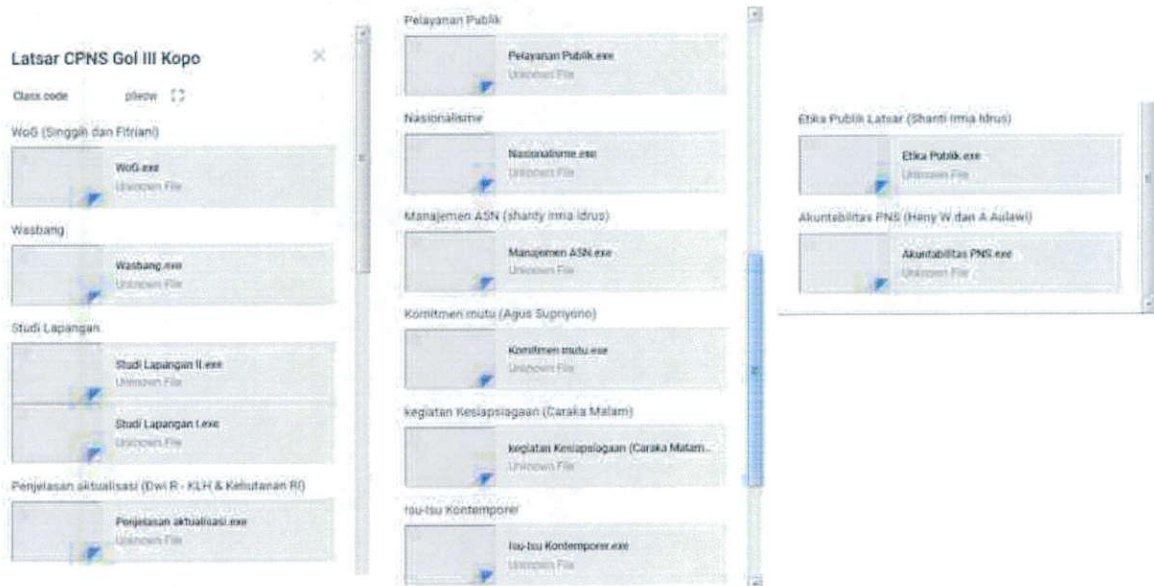 Latsar CPNS Gol III Kopo
Class code
WoG (Singgih dan Fitriani)
WoG.exe
Unknown File
Wasbang
Wasbang.exe
Unknown File
Studi Lapangan
Studi Lapangan II.exe
Unknown File
Studi Lapangan I.exe
Unknown File
Penjelasan aktualisasi (Dwi R - KLH & Kehutanan RI)
Penjelasan aktualisasi.exe
Unknown File
Pelayanan Publik
Pelayanan Publik.exe
Unknown File
Nasionalisme
Nasionalisme.exe
Unknown File
Manajemen ASN (shanty irma idrus)
Manajemen ASN.exe
Unknown File
Komitmen mutu (Agus Supriyono)
Komitmen mutu.exe
Unknown File
kegiatan Kesiapsiagaan (Caraka Malam)
kegiatan Kesiapsiagaan (Caraka Malam...
Unknown File
Isu-Isu Kontemporer
Isu-Isu Kontemporer.exe
Unknown File
Etika Publik Latsar (Shanti Irma Idrus)
Etika Publik.exe
Unknown File
Akuntabilitas PNS (Heny W dan A Aulawi)
Akuntabilitas PNS.exe
Unknown File